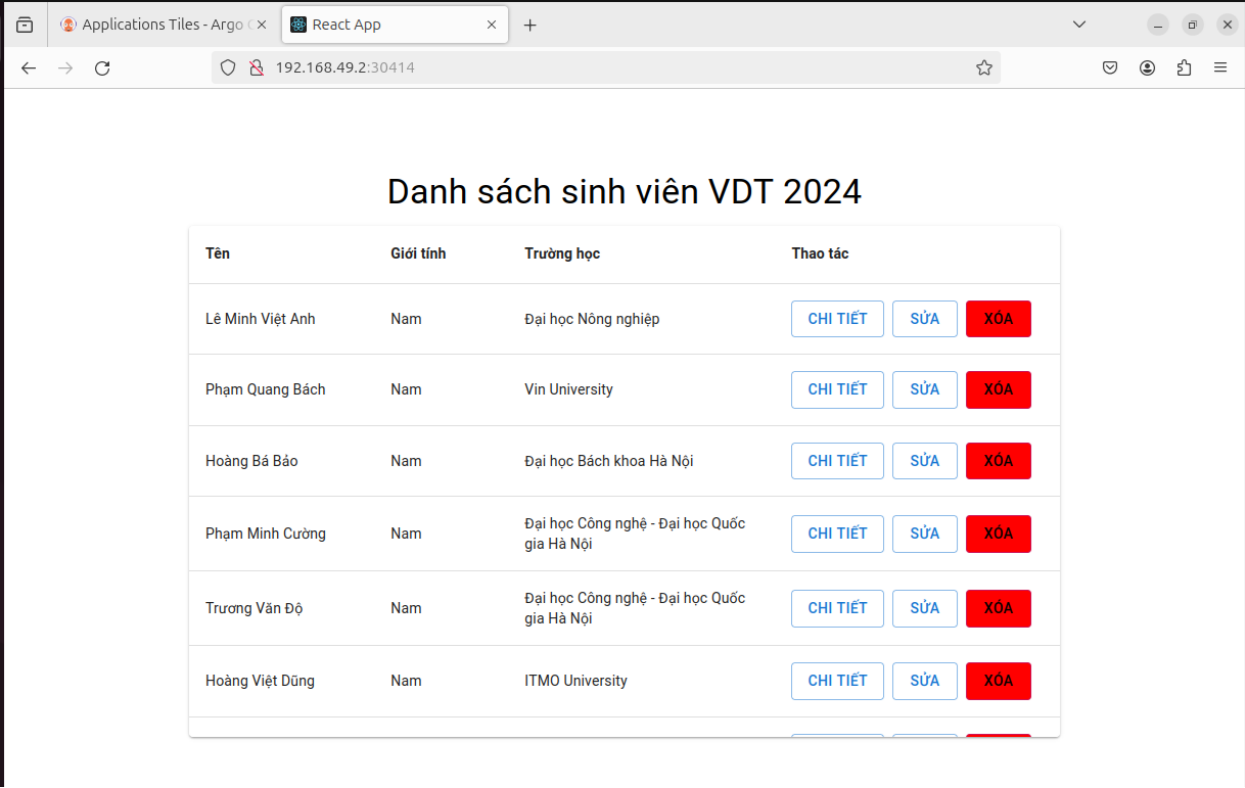 Applications Tiles - Argo
React App
192.168.49.2:30414
Danh sách sinh viên VDT 2024
Tên Giới tính Trường học Thao tác
Lê Minh Việt Anh Nam Đại học Nông nghiệp CHI TIẾT SỬA XÓA
Phạm Quang Bách Nam Vin University CHI TIẾT SỬA XÓA
Hoàng Bá Bảo Nam Đại học Bách khoa Hà Nội CHI TIẾT SỬA XÓA
Phạm Minh Cường Nam Đại học Công nghệ - Đại học Quốc
gia Hà Nội CHI TIẾT SỬA XÓA
Trương Văn Độ Nam Đại học Công nghệ - Đại học Quốc
gia Hà Nội CHI TIẾT SỬA XÓA
Hoàng Việt Dũng Nam ITMO University CHI TIẾT SỬA XÓA